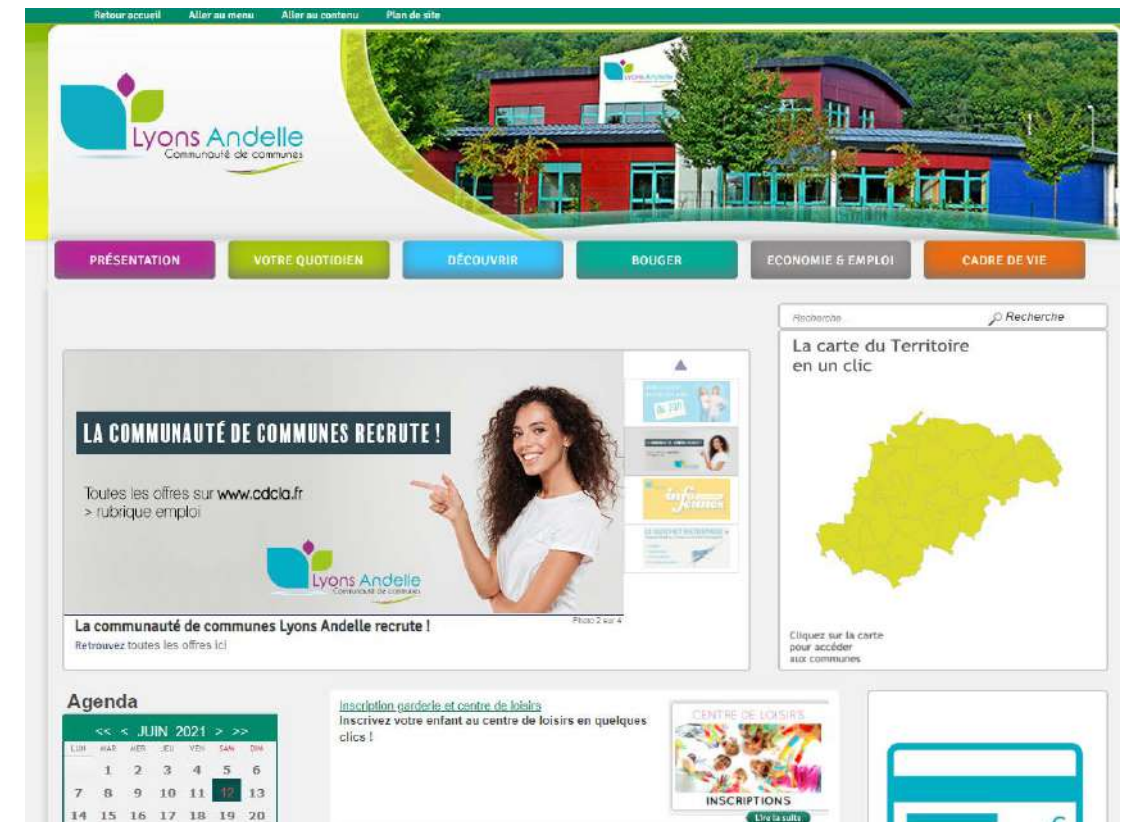 Retour accueil Aller au menu Aller au contenu Plan de site
Lyons Andelle
Communauté de communes
PRÉSENTATION VOTRE QUOTIDIEN DÉCOUVRIR BOUGER ECONOMIE & EMPLOI CADRE DE VIE
Recherche Recherche
La carte du Territoire
en un clic
LA COMMUNAUTÉ DE COMMUNES RECRUTE !
Toutes les offres sur www.cdcla.fr
> rubrique emploi
Lyons Andelle
Communauté de communes
Photo 2 sur 4
La communauté de communes Lyons Andelle recrute !
Retrouvez toutes les offres ici
Cliquez sur la carte
pour accéder
aux communes
Agenda
<< < JUIN 2021 > >>
LUN MAR MER JEU VEN SAM DIM
1 2 3 4 5 6
7 8 9 10 11 12 13
14 15 16 17 18 19 20
Inscription garderie et centre de loisirs
Inscrivez votre enfant au centre de loisirs en quelques
clics !
CENTRE DE LOISIRS
INSCRIPTIONS
Lire la suite